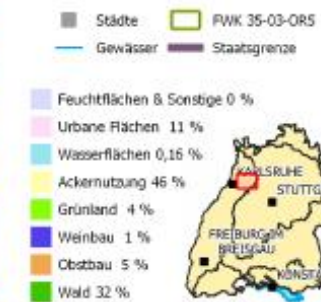 Städte FWK 35-03-OR5
Gewässer Staatsgrenze
Feuchtflächen & Sonstige 0 %
Urbane Flächen 11 %
Wasserflächen 0,16 %
Ackernutzung 46 %
Grünland 4 %
Weinbau 1 %
Obstbau 5 %
Wald 32 %
KARLSRUHE
STUTTG
FREIBURG IM
BREISGAU
KONSTA